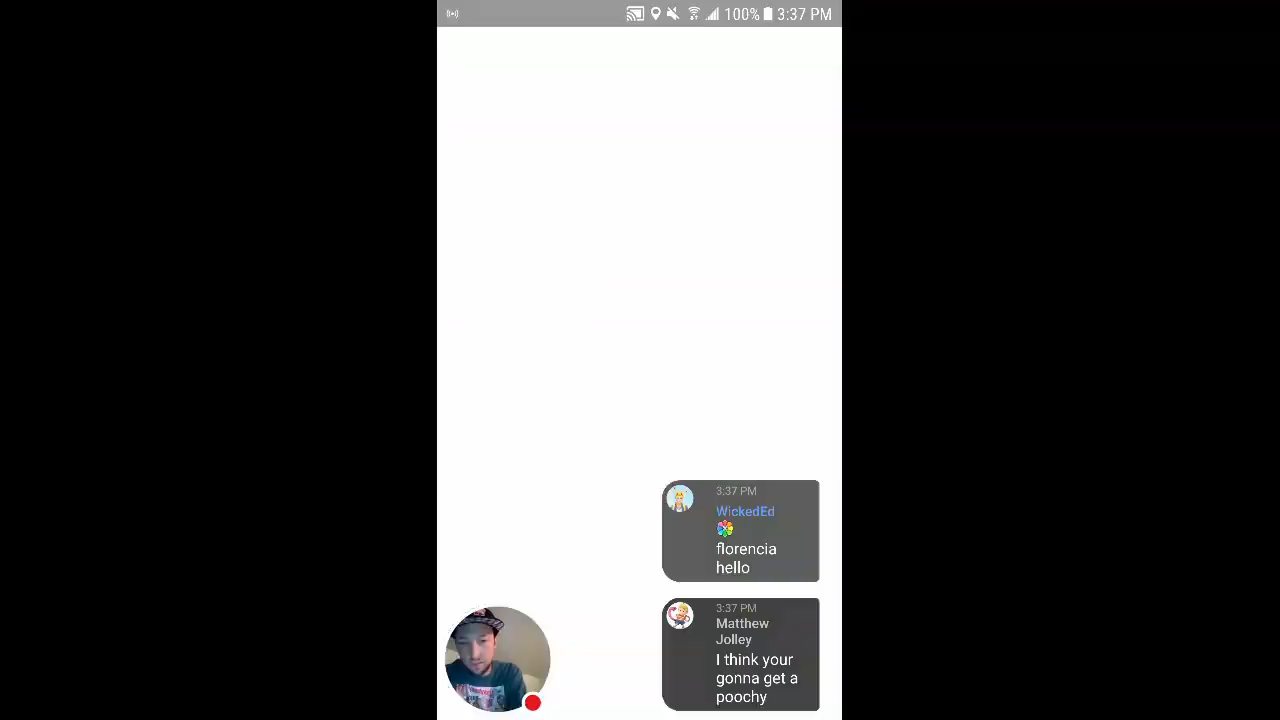 100% 3:37 PM
3:37 PM
WickedEd
florencia
hello
3:37 PM
Matthew
Jolley
I think your
gonna get a
poochy